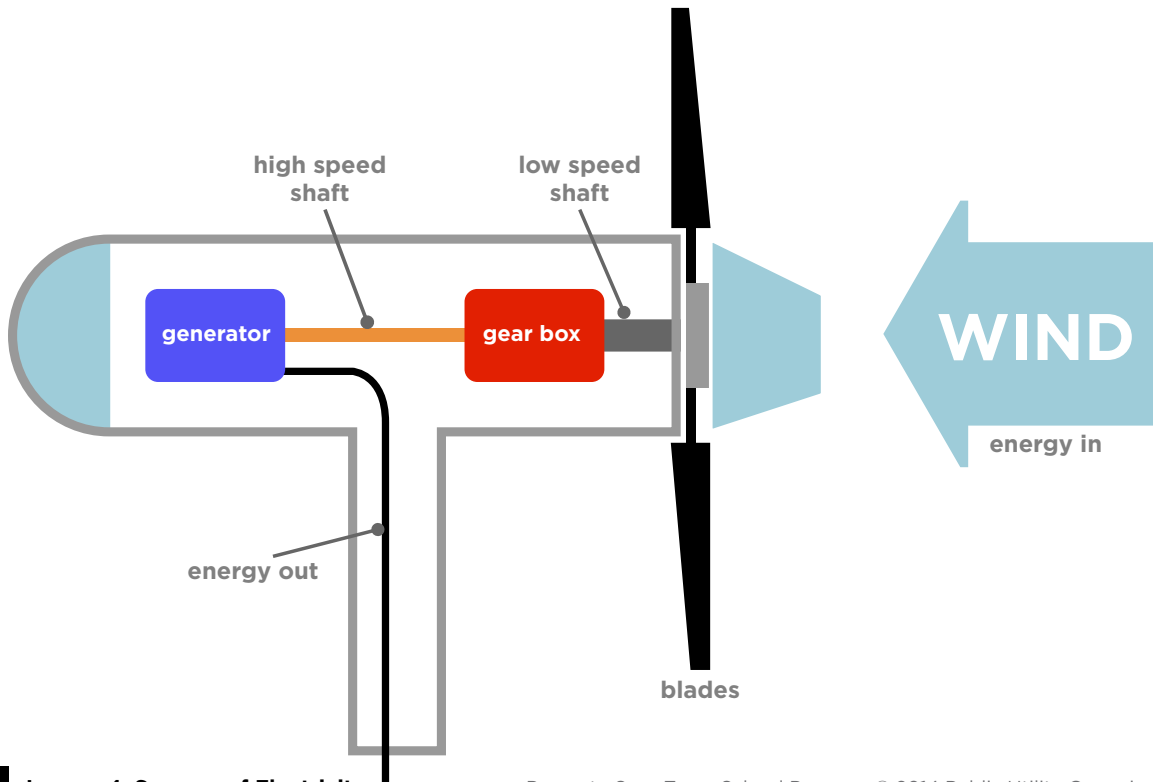 high speed
shaft
low speed
shaft
generator
gear box
WIND
energy in
energy out
blades